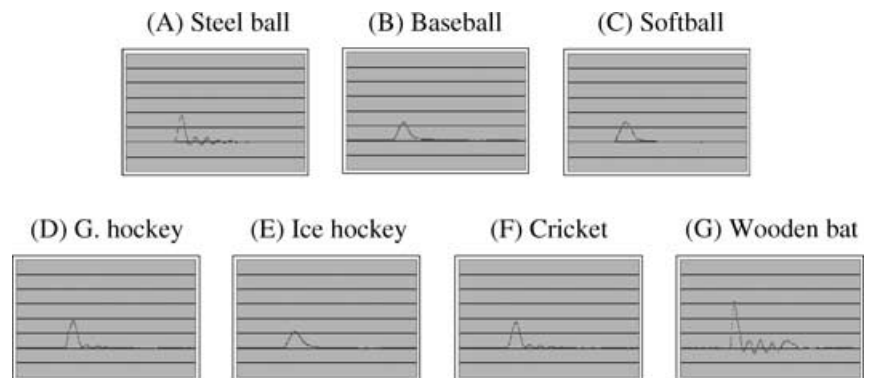 (A) Steel ball
(B) Baseball
(C) Softball
(D) G. hockey
(E) Ice hockey
(F) Cricket
(G) Wooden bat